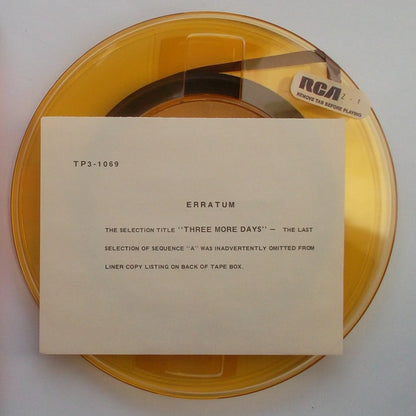 RCA
Z-1
REMOVE TAB BEFORE PLAYING
TP3-1069
ERRATUM
THE SELECTION TITLE "THREE MORE DAYS" — THE LAST
SELECTION OF SEQUENCE "A" WAS INADVERTENTLY OMITTED FROM
LINER COPY LISTING ON BACK OF TAPE BOX.